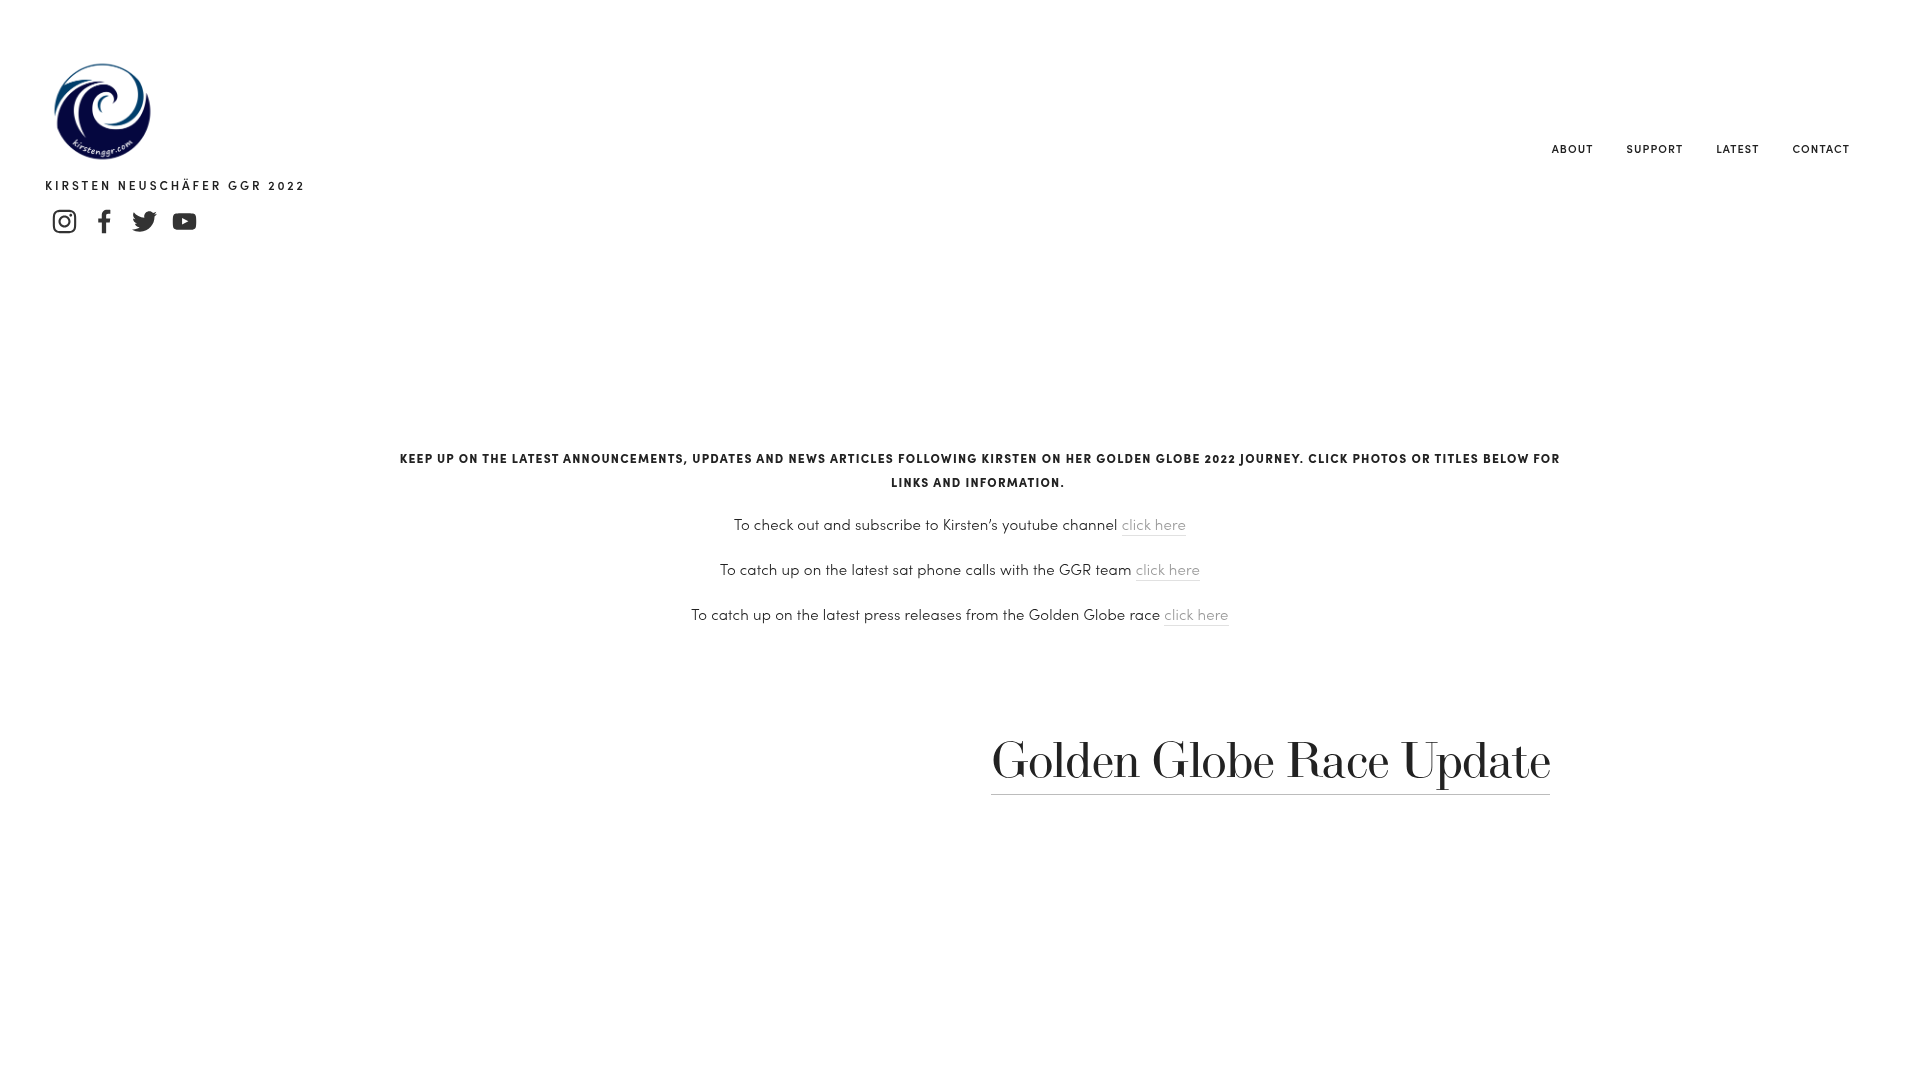 kirstenggr.com
KIRSTEN NEUSCHÄFER GGR 2022
ABOUT SUPPORT LATEST CONTACT
KEEP UP ON THE LATEST ANNOUNCEMENTS, UPDATES AND NEWS ARTICLES FOLLOWING KIRSTEN ON HER GOLDEN GLOBE 2022 JOURNEY. CLICK PHOTOS OR TITLES BELOW FOR
LINKS AND INFORMATION.
To check out and subscribe to Kirsten’s youtube channel click here
To catch up on the latest sat phone calls with the GGR team click here
To catch up on the latest press releases from the Golden Globe race click here
Golden Globe Race Update